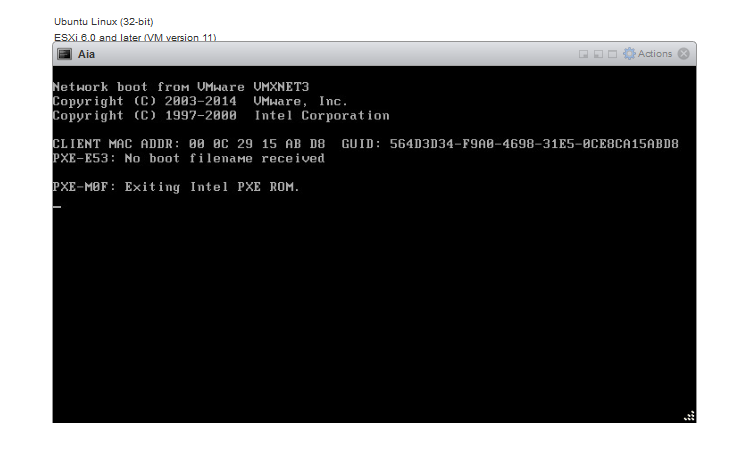 Ubuntu Linux (32-bit)
ESXi 6.0 and later (VM version 11)
Aia
Actions
Network boot from VMware VMXNET3
Copyright (C) 2003-2014 VMware, Inc.
Copyright (C) 1997-2000 Intel Corporation
CLIENT MAC ADDR: 00 0C 29 15 AB D8 GUID: 564D3D34-F9A0-4698-31E5-0CE8CA15ABD8
PXE-E53: No boot filename received
PXE-M0F: Exiting Intel PXE ROM.